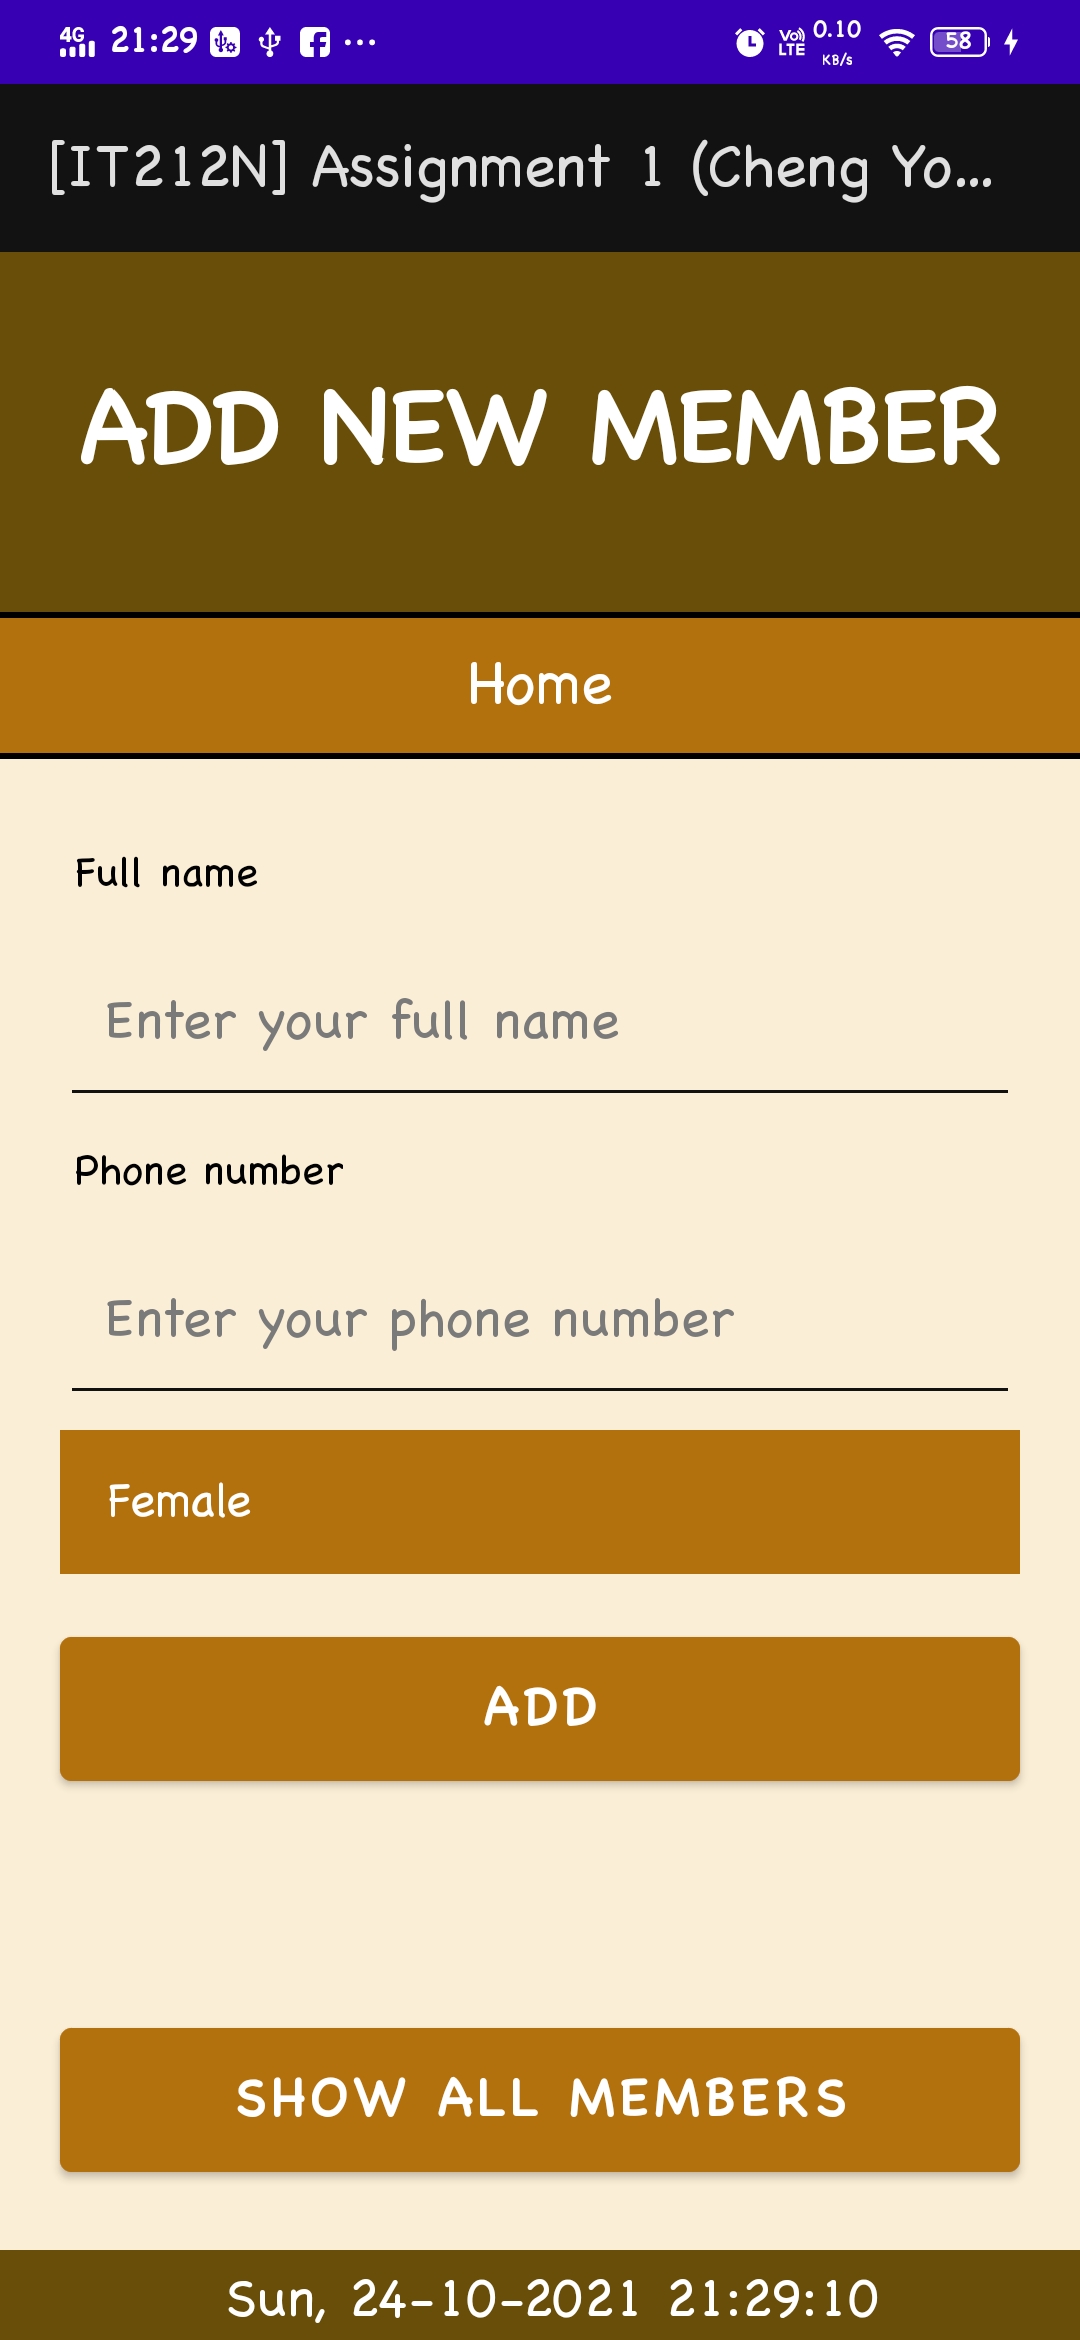 4G 21:29 ... Vo) LTE 0.10 KB/s 58
[IT212N] Assignment 1 (Cheng Yo...
ADD NEW MEMBER
Home
Full name
Enter your full name
Phone number
Enter your phone number
Female
ADD
SHOW ALL MEMBERS
Sun, 24-10-2021 21:29:10